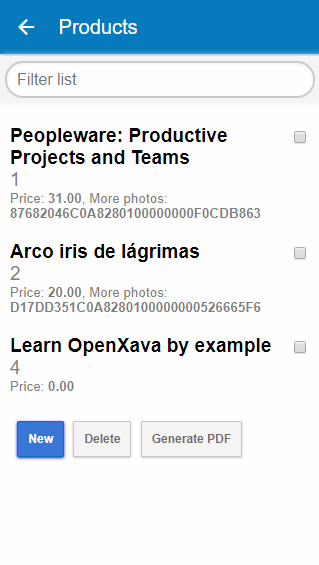 Products
Filter list
Peopleware: Productive
Projects and Teams
1
Price: 31.00, More photos:
87682046C0A8280100000000F0CDB863
Arco iris de lágrimas
2
Price: 20.00, More photos:
D17DD351C0A8280100000000526665F6
Learn OpenXava by example
4
Price: 0.00
New Delete Generate PDF